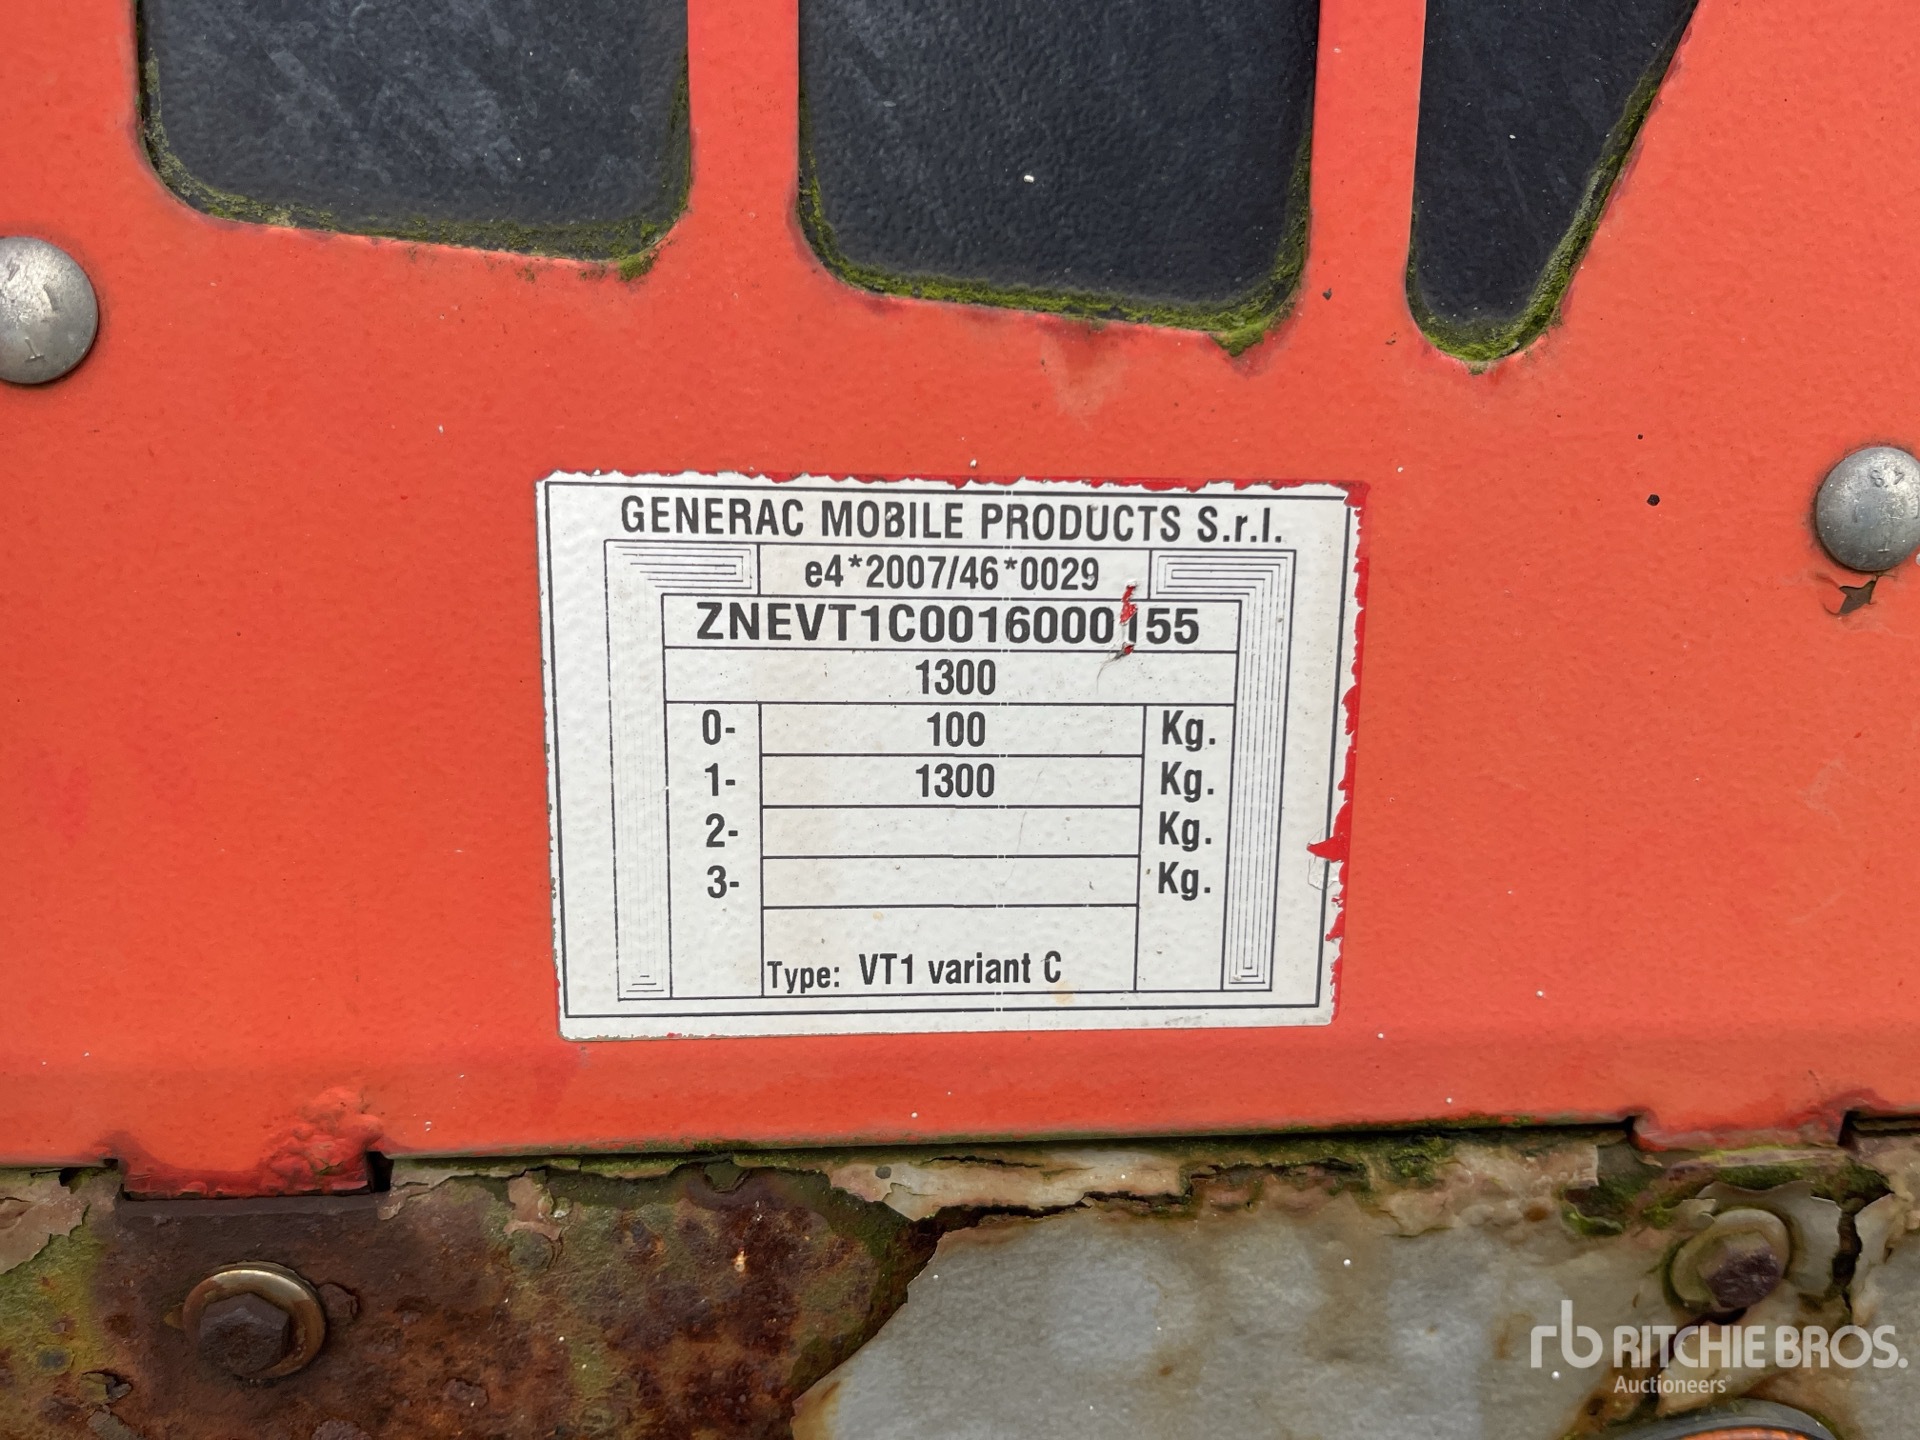 GENERAC MOBILE PRODUCTS S.r.l.
e4*2007/46*0029
ZNEVT1C0016000155
1300
0- 100 Kg.
1- 1300 Kg.
2- Kg.
3- Kg.
Type: VT1 variant C
rb RITCHIE BROS.
Auctioneers